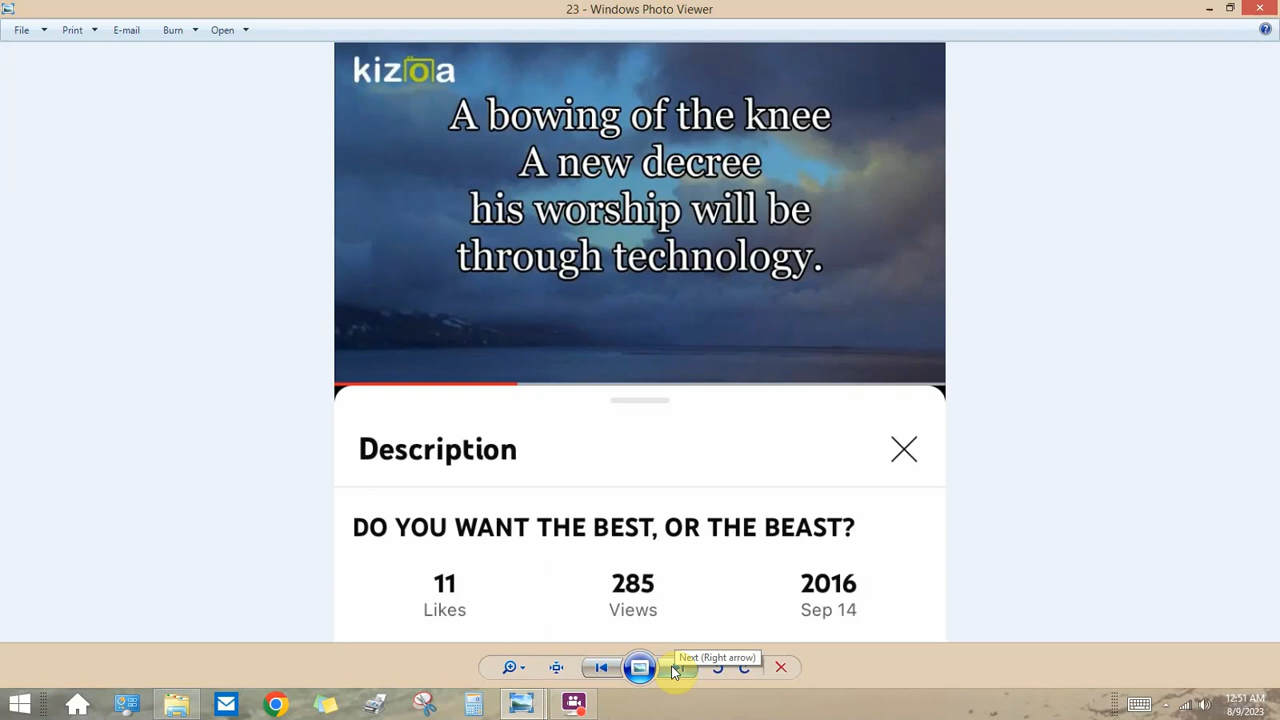 23 - Windows Photo Viewer
File Print E-mail Burn Open
kizoa
A bowing of the knee
A new decree
his worship will be
through technology.
Description
DO YOU WANT THE BEST, OR THE BEAST?
11 285 2016
Likes Views Sep 14
Next (Right arrow)
12:51 AM
8/9/2023